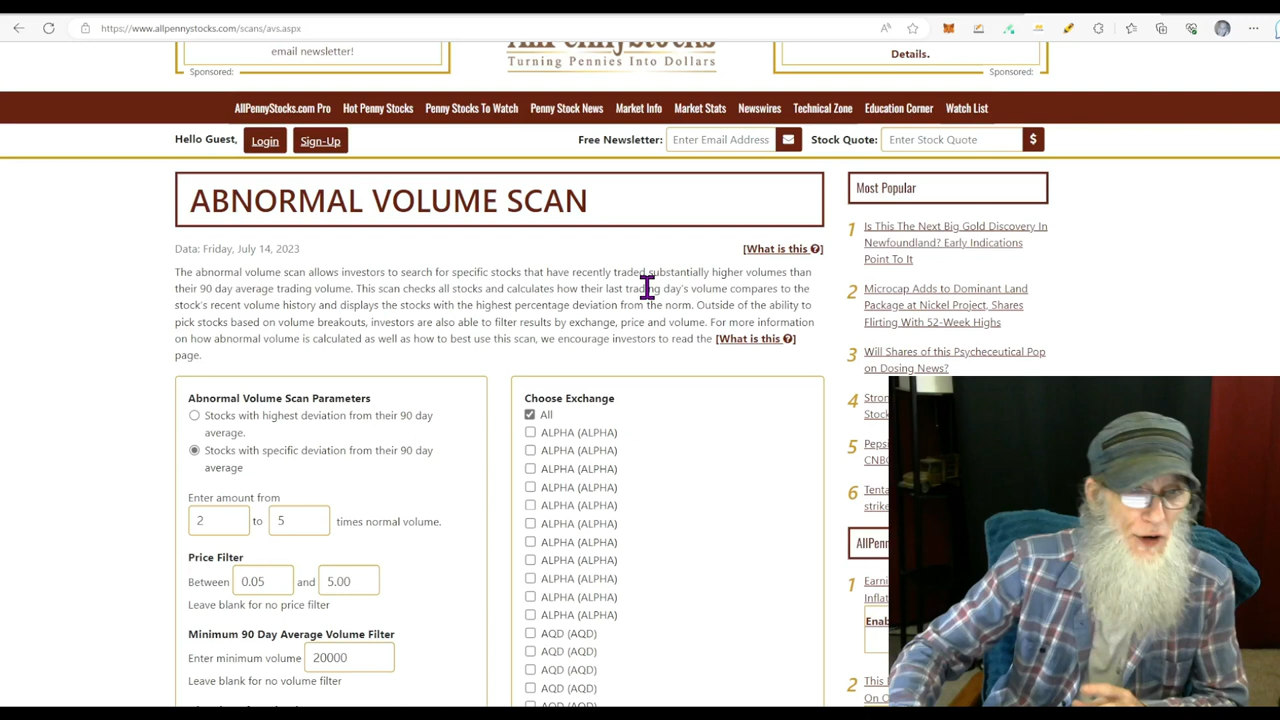 https://www.allpennystocks.com/scans/avs.aspx
email newsletter!
Sponsored:
AllPennyStocks
Turning Pennies Into Dollars
Details.
Sponsored:
AllPennyStocks.com Pro Hot Penny Stocks Penny Stocks To Watch Penny Stock News Market Info Market Stats Newswires Technical Zone Education Corner Watch List
Hello Guest, Login Sign-Up Free Newsletter: Enter Email Address Stock Quote: Enter Stock Quote $
ABNORMAL VOLUME SCAN
Data: Friday, July 14, 2023 [What is this ?]
The abnormal volume scan allows investors to search for specific stocks that have recently traded substantially higher volumes than
their 90 day average trading volume. This scan checks all stocks and calculates how their last trading day's volume compares to the
stock's recent volume history and displays the stocks with the highest percentage deviation from the norm. Outside of the ability to
pick stocks based on volume breakouts, investors are also able to filter results by exchange, price and volume. For more information
on how abnormal volume is calculated as well as how to best use this scan, we encourage investors to read the [What is this ?]
page.
Abnormal Volume Scan Parameters
Stocks with highest deviation from their 90 day
average.
Stocks with specific deviation from their 90 day
average
Enter amount from
2 to 5 times normal volume.
Price Filter
Between 0.05 and 5.00
Leave blank for no price filter
Minimum 90 Day Average Volume Filter
Enter minimum volume 20000
Leave blank for no volume filter
Choose Exchange
All
ALPHA (ALPHA)
ALPHA (ALPHA)
ALPHA (ALPHA)
ALPHA (ALPHA)
ALPHA (ALPHA)
ALPHA (ALPHA)
ALPHA (ALPHA)
ALPHA (ALPHA)
ALPHA (ALPHA)
ALPHA (ALPHA)
ALPHA (ALPHA)
AQD (AQD)
AQD (AQD)
AQD (AQD)
AQD (AQD)
Most Popular
1 Is This The Next Big Gold Discovery In
Newfoundland? Early Indications
Point To It
2 Microcap Adds to Dominant Land
Package at Nickel Project, Shares
Flirting With 52-Week Highs
3 Will Shares of this Psycheceutical Pop
on Dosing News?
4 Stron
Stock
5 Peps
CNBC
6 Tenta
strike
AllPenn
1 Earni
Inflat
Enab
2 This
On C